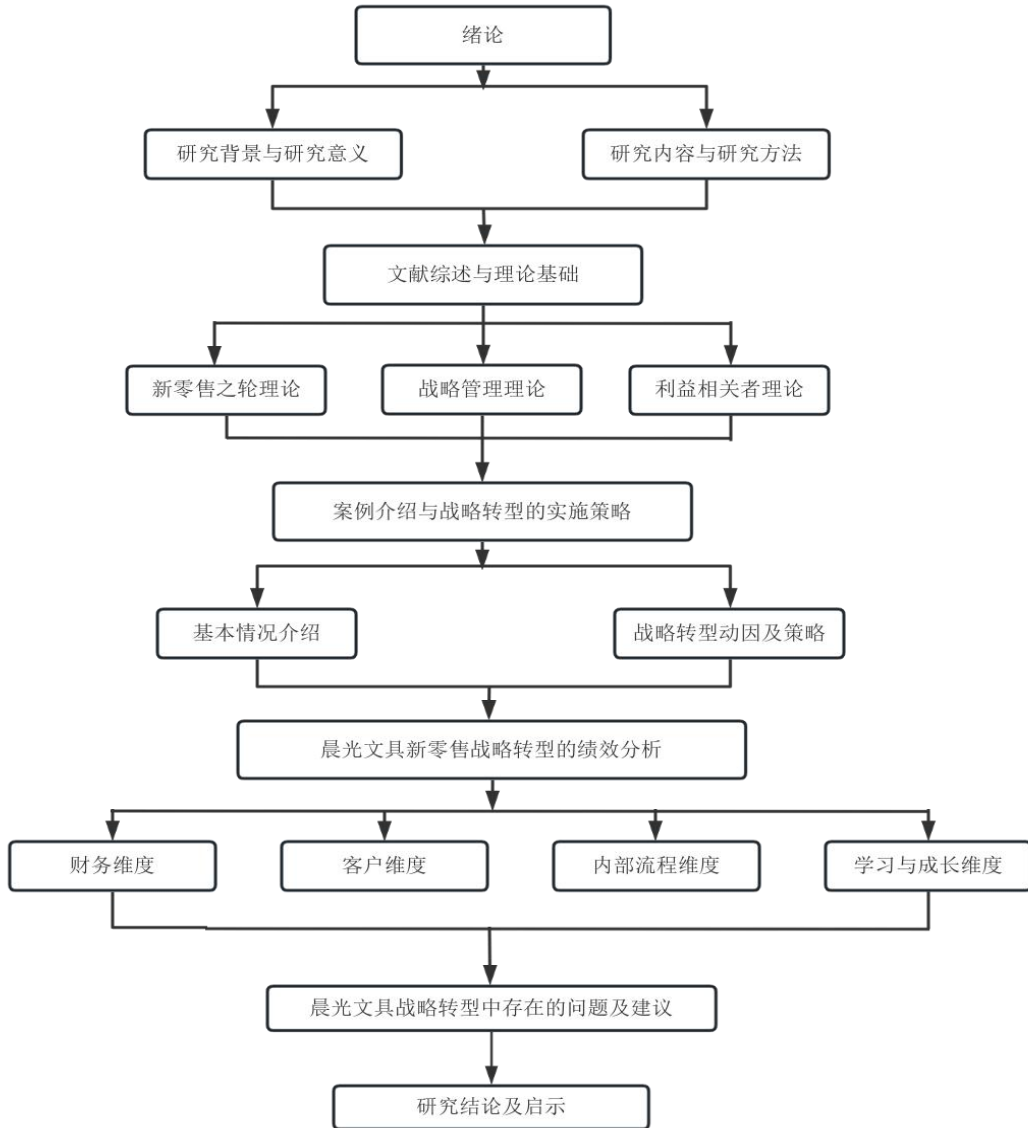 绪论
研究背景与研究意义
研究内容与研究方法
文献综述与理论基础
新零售之轮理论
战略管理理论
利益相关者理论
案例介绍与战略转型的实施策略
基本情况介绍
战略转型动因及策略
晨光文具新零售战略转型的绩效分析
财务维度
客户维度
内部流程维度
学习与成长维度
晨光文具战略转型中存在的问题及建议
研究结论及启示